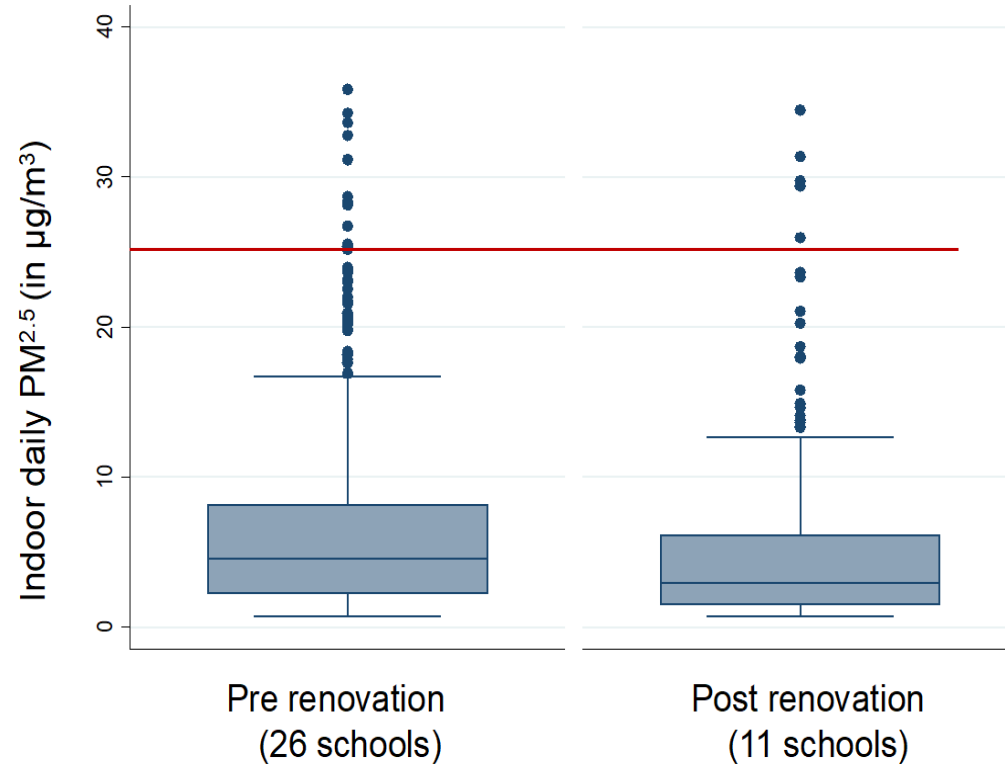 Indoor daily PM2.5 (in µg/m3)
40
30
20
10
0
Pre renovation
(26 schools)
Post renovation
(11 schools)